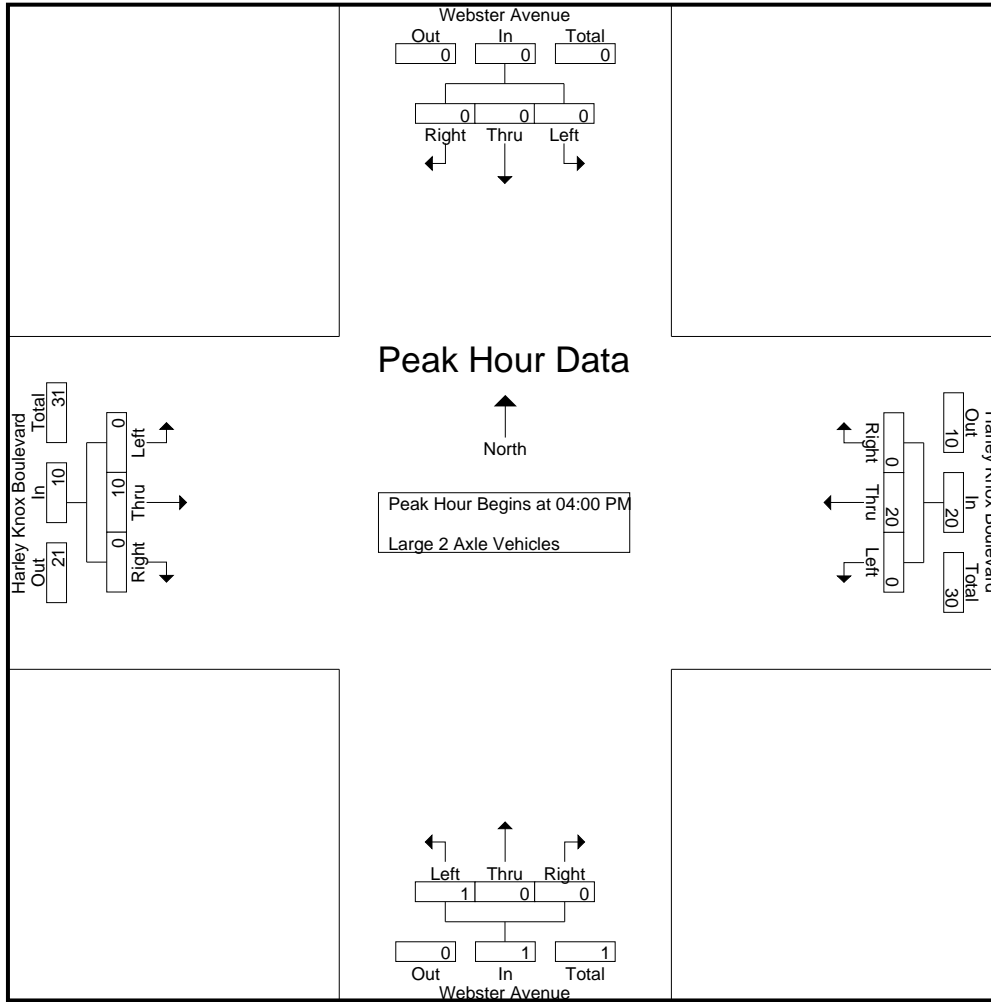 Webster Avenue
Out In Total
0 0 0
0 0 0
Right Thru Left
Peak Hour Data
North
Peak Hour Begins at 04:00 PM
Large 2 Axle Vehicles
Harley Knox Boulevard
Total In Out
31 10 21
0 10 0
Left Thru Right
Harley Knox Boulevard
Out In Total
10 20 30
0 20 0
Right Thru Left
Left Thru Right
1 0 0
0 1 1
Out In Total
Webster Avenue